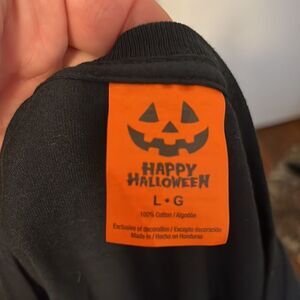 HAPPY
HALLOWEEN
L • G
100% Cotton / Algodón
Exclusive of decoration / Excepto decoración
Made in / Hecho en Honduras